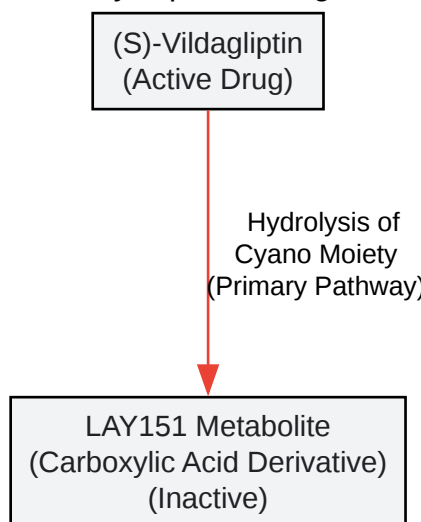 (S)-Vildagliptin
(Active Drug)
Hydrolysis of
Cyano Moiety
(Primary Pathway)
LAY151 Metabolite
(Carboxylic Acid Derivative)
(Inactive)